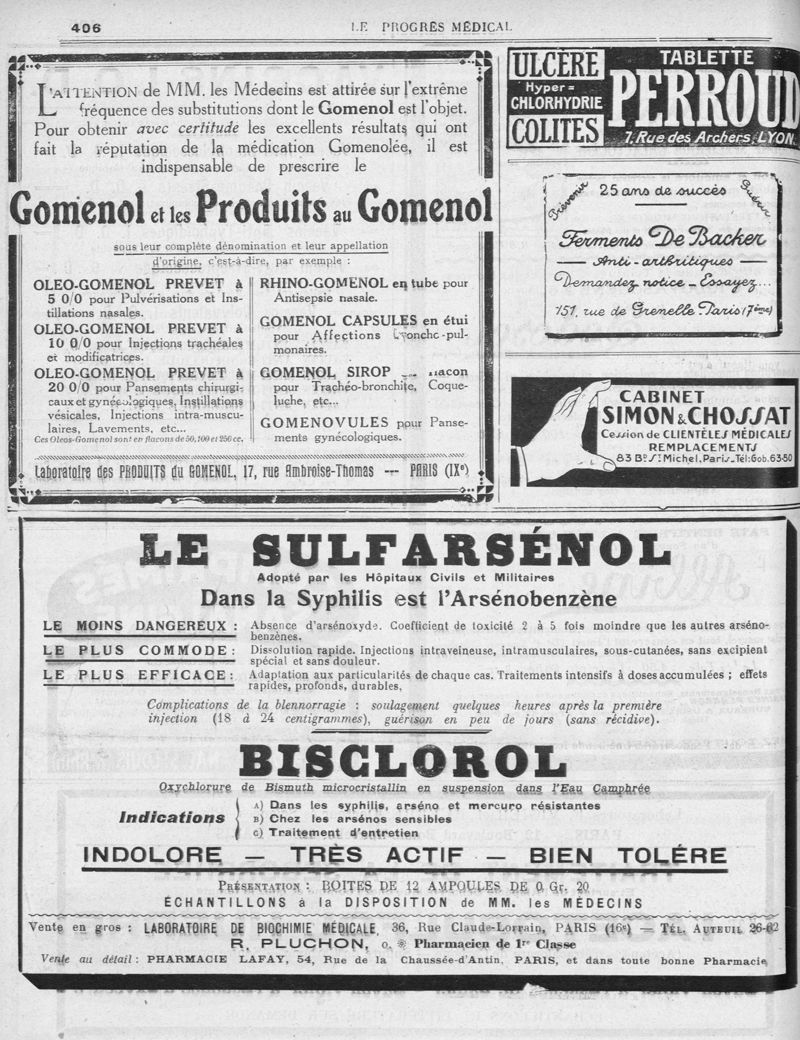 406
LE PROGRÈS MÉDICAL
L'ATTENTION de MM. les Médecins est attirée sur l'extrême
fréquence des substitutions dont le Gomenol est l'objet.
Pour obtenir avec certitude les excellents résultats qui ont
fait la réputation de la médication Gomenolée, il est
indispensable de prescrire le
Gomenol et les Produits au Gomenol
sous leur complète dénomination et leur appellation
d'origine, c'est-à-dire, par exemple :
OLEO-GOMENOL PREVET à
5 0/0 pour Pulvérisations et Ins-
tillations nasales.
OLEO-GOMENOL PREVET à
10 0/0 pour Injections trachéales
et modificatrices.
OLEO-GOMENOL PREVET à
20 0/0 pour Pansements chirurgi-
caux et gynécologiques, Instillations
vésicales, Injections intra-muscu-
laires, Lavements, etc...
Ces Oleos-Gomenol sont en flacons de 50, 100 et 250 cc.
RHINO-GOMENOL en tube pour
Antisepsie nasale.
GOMENOL CAPSULES en étui
pour Affections broncho-pul-
monaires.
GOMENOL SIROP
pour Trachéo-bronchite, Coque-
luche, etc...
GOMENOVULES pour Panse-
ments gynécologiques.
Laboratoire des PRODUITS du GOMENOL, 17, rue Ambroise-Thomas --- PARIS (IXe)
ULCÈRE
Hyper=
CHLORHYDRIE
COLITES
TABLETTE
PERROUD
7, Rue des Archers, LYON
Prévenir
25 ans de succès
Guérir
Ferments De Backer
— Anti-arthritiques —
Demandez notice - Essayez...
151, rue de Grenelle-Paris (7ème)
CABINET
SIMON & CHOSSAT
Cession de CLIENTÈLES MÉDICALES
REMPLACEMENTS
83 Bd St Michel, Paris-Tél: Gob. 63-50
LE SULFARSÉNOL
Adopté par les Hôpitaux Civils et Militaires
Dans la Syphilis est l'Arsénobenzène
LE MOINS DANGEREUX : Absence d'arsénoxyde. Coefficient de toxicité 2 à 5 fois moindre que les autres arséno-
benzènes.
LE PLUS COMMODE : Dissolution rapide. Injections intraveineuse, intramusculaires, sous-cutanées, sans excipient
spécial et sans douleur.
LE PLUS EFFICACE : Adaptation aux particularités de chaque cas. Traitements intensifs à doses accumulées ; effets
rapides, profonds, durables,
Complications de la blennorragie : soulagement quelques heures après la première
injection (18 à 24 centigrammes), guérison en peu de jours (sans récidive).
BISCLOROL
Oxychlorure de Bismuth microcristallin en suspension dans l'Eau Camphrée
Indications
A) Dans les syphilis, arséno et mercuro résistantes
B) Chez les arsénos sensibles
C) Traitement d'entretien
INDOLORE — TRÈS ACTIF — BIEN TOLÉRE
PRÉSENTATION : BOITES DE 12 AMPOULES DE 0 Gr. 20
ÉCHANTILLONS à la DISPOSITION de MM. les MÉDECINS
Vente en gros : LABORATOIRE DE BIOCHIMIE MÉDICALE, 36, Rue Claude-Lorrain, PARIS (16e) — TÉL. AUTEUIL 26-62
R. PLUCHON, O. ❋ Pharmacien de 1re Classe
Vente au détail : PHARMACIE LAFAY, 54, Rue de la Chaussée-d'Antin, PARIS, et dans toute bonne Pharmacie